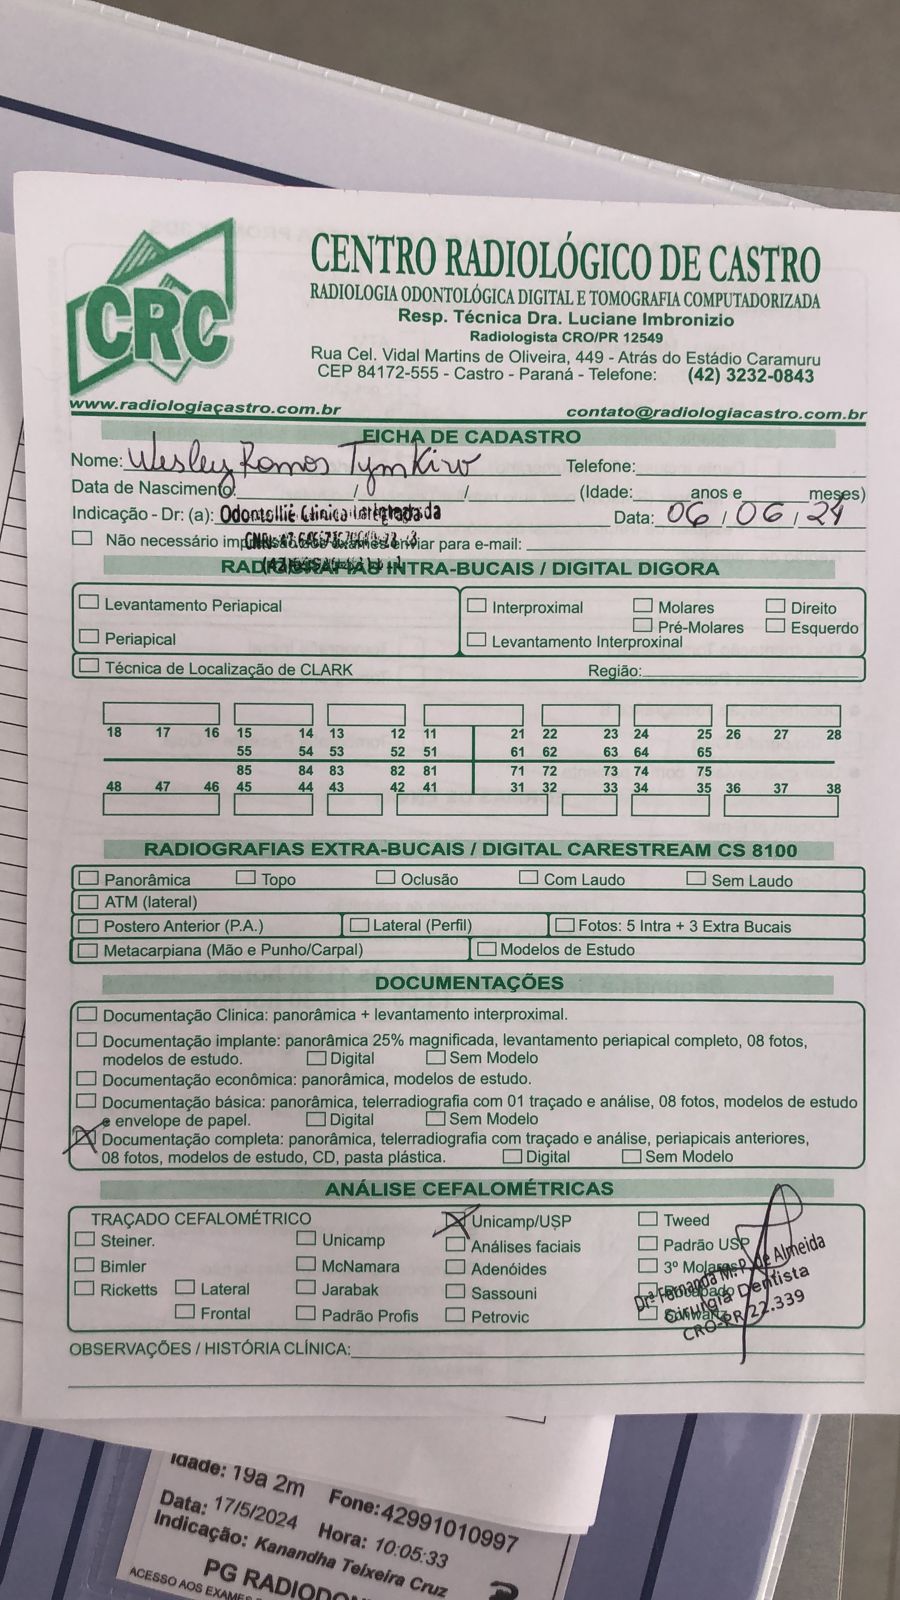 CRC
CENTRO RADIOLÓGICO DE CASTRO
RADIOLOGIA ODONTOLÓGICA DIGITAL E TOMOGRAFIA COMPUTADORIZADA
Resp. Técnica Dra. Luciane Imbronizio
Radiologista CRO/PR 12549
Rua Cel. Vidal Martins de Oliveira, 449 - Atrás do Estádio Caramuru
CEP 84172-555 - Castro - Paraná - Telefone: (42) 3232-0843
www.radiologiacastro.com.br contato@radiologiacastro.com.br
FICHA DE CADASTRO
Nome: Wesley Ramos Tymkiw Telefone:
Data de Nascimento: / / (Idade: anos e meses)
Indicação - Dr: (a): Odontollie Clinica Integrada Data: 06 / 06 / 24
Não necessário enviar para e-mail:
RADIOGRAFIAS INTRA-BUCAIS / DIGITAL DIGORA
Levantamento Periapical Interproximal Molares Direito
Pré-Molares Esquerdo
Periapical Levantamento Interproxinal
Técnica de Localização de CLARK Região:
18 17 16 15 14 13 12 11 21 22 23 24 25 26 27 28
55 54 53 52 51 61 62 63 64 65
85 84 83 82 81 71 72 73 74 75
48 47 46 45 44 43 42 41 31 32 33 34 35 36 37 38
RADIOGRAFIAS EXTRA-BUCAIS / DIGITAL CARESTREAM CS 8100
Panorâmica Topo Oclusão Com Laudo Sem Laudo
ATM (lateral)
Postero Anterior (P.A.) Lateral (Perfil) Fotos: 5 Intra + 3 Extra Bucais
Metacarpiana (Mão e Punho/Carpal) Modelos de Estudo
DOCUMENTAÇÕES
Documentação Clinica: panorâmica + levantamento interproximal.
Documentação implante: panorâmica 25% magnificada, levantamento periapical completo, 08 fotos,
modelos de estudo. Digital Sem Modelo
Documentação econômica: panorâmica, modelos de estudo.
Documentação básica: panorâmica, telerradiografia com 01 traçado e análise, 08 fotos, modelos de estudo
e envelope de papel. Digital Sem Modelo
Documentação completa: panorâmica, telerradiografia com traçado e análise, periapicais anteriores,
08 fotos, modelos de estudo, CD, pasta plástica. Digital Sem Modelo
ANÁLISE CEFALOMÉTRICAS
TRAÇADO CEFALOMÉTRICO Unicamp/USP Tweed
Steiner. Unicamp Análises faciais Padrão USP
Bimler McNamara Adenóides 3º Molares
Ricketts Lateral Jarabak Sassouni
Frontal Padrão Profis Petrovic
Drª Fernanda M. P. de Almeida
Cirurgiã Dentista
CRO-PR 22.339
OBSERVAÇÕES / HISTÓRIA CLÍNICA:
Idade: 19a 2m Fone:42991010997
Data: 17/5/2024 Hora: 10:05:33
Indicação: Kanandha Teixeira Cruz
PG
ACESSO AOS